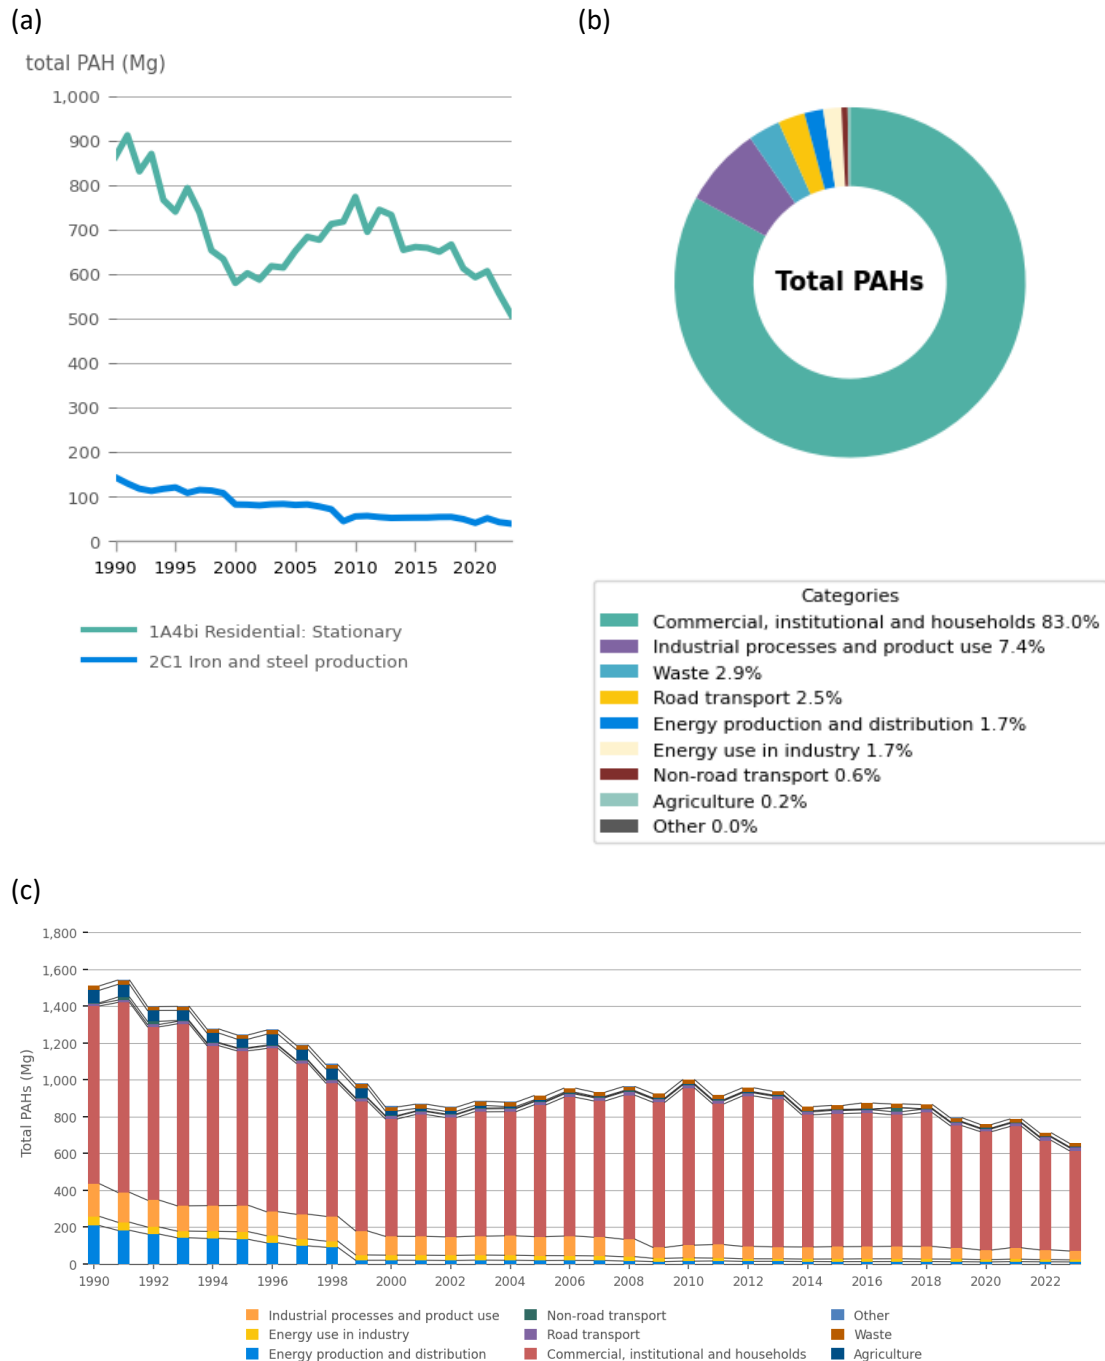 (a)
(b)
total PAH (Mg)
1,000
900
800
700
600
500
400
300
200
100
0
1990 1995 2000 2005 2010 2015 2020
1A4bi Residential: Stationary
2C1 Iron and steel production
Total PAHs
Categories
Commercial, institutional and households 83.0%
Industrial processes and product use 7.4%
Waste 2.9%
Road transport 2.5%
Energy production and distribution 1.7%
Energy use in industry 1.7%
Non-road transport 0.6%
Agriculture 0.2%
Other 0.0%
(c)
Total PAHs (Mg)
1,800
1,600
1,400
1,200
1,000
800
600
400
200
0
1990 1992 1994 1996 1998 2000 2002 2004 2006 2008 2010 2012 2014 2016 2018 2020 2022
Industrial processes and product use
Energy use in industry
Energy production and distribution
Non-road transport
Road transport
Commercial, institutional and households
Other
Waste
Agriculture